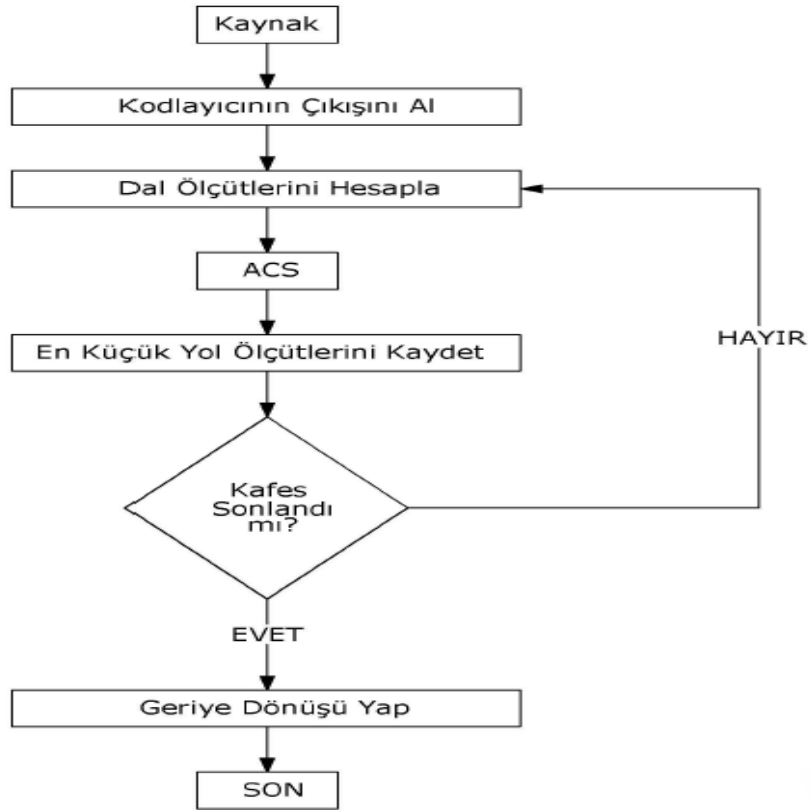 Kaynak
Kodlayıcının Çıkışını Al
Dal Ölçütlerini Hesapla
ACS
En Küçük Yol Ölçütlerini Kaydet
HAYIR
Kafes
Sonlandı
mı?
EVET
Geriye Dönüşü Yap
SON